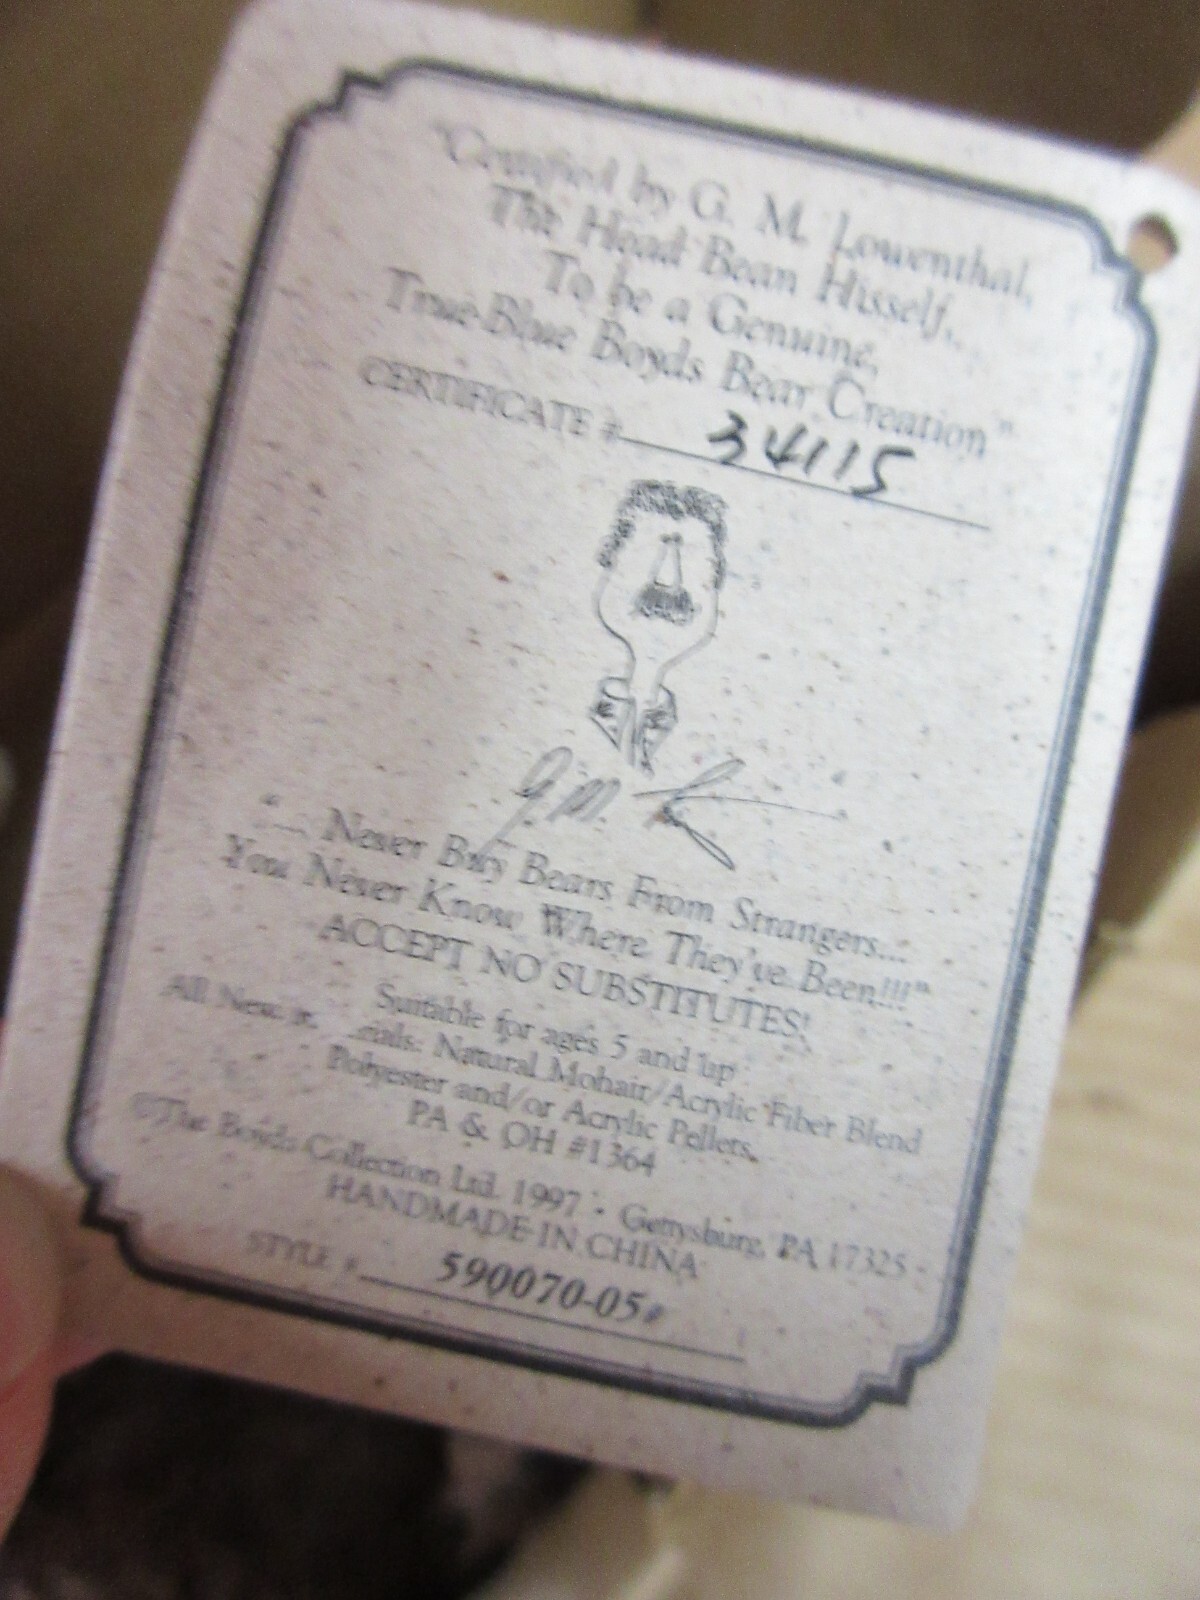 "Certified by G. M. Lowenthal,
The Head Bean Hisself,
To be a Genuine,
True-Blue Boyds Bear Creation"
CERTIFICATE # 34115
"... Never Buy Bears From Strangers...
You Never Know Where They've Been!!!"
ACCEPT NO SUBSTITUTES!
Suitable for ages 5 and up
All New rials: Natural Mohair/Acrylic Fiber Blend
Polyester and/or Acrylic Pellets.
PA & OH #1364
©The Boyds Collection Ltd. 1997 : Gettysburg, PA 17325
HANDMADE IN CHINA
STYLE # 590070-05#